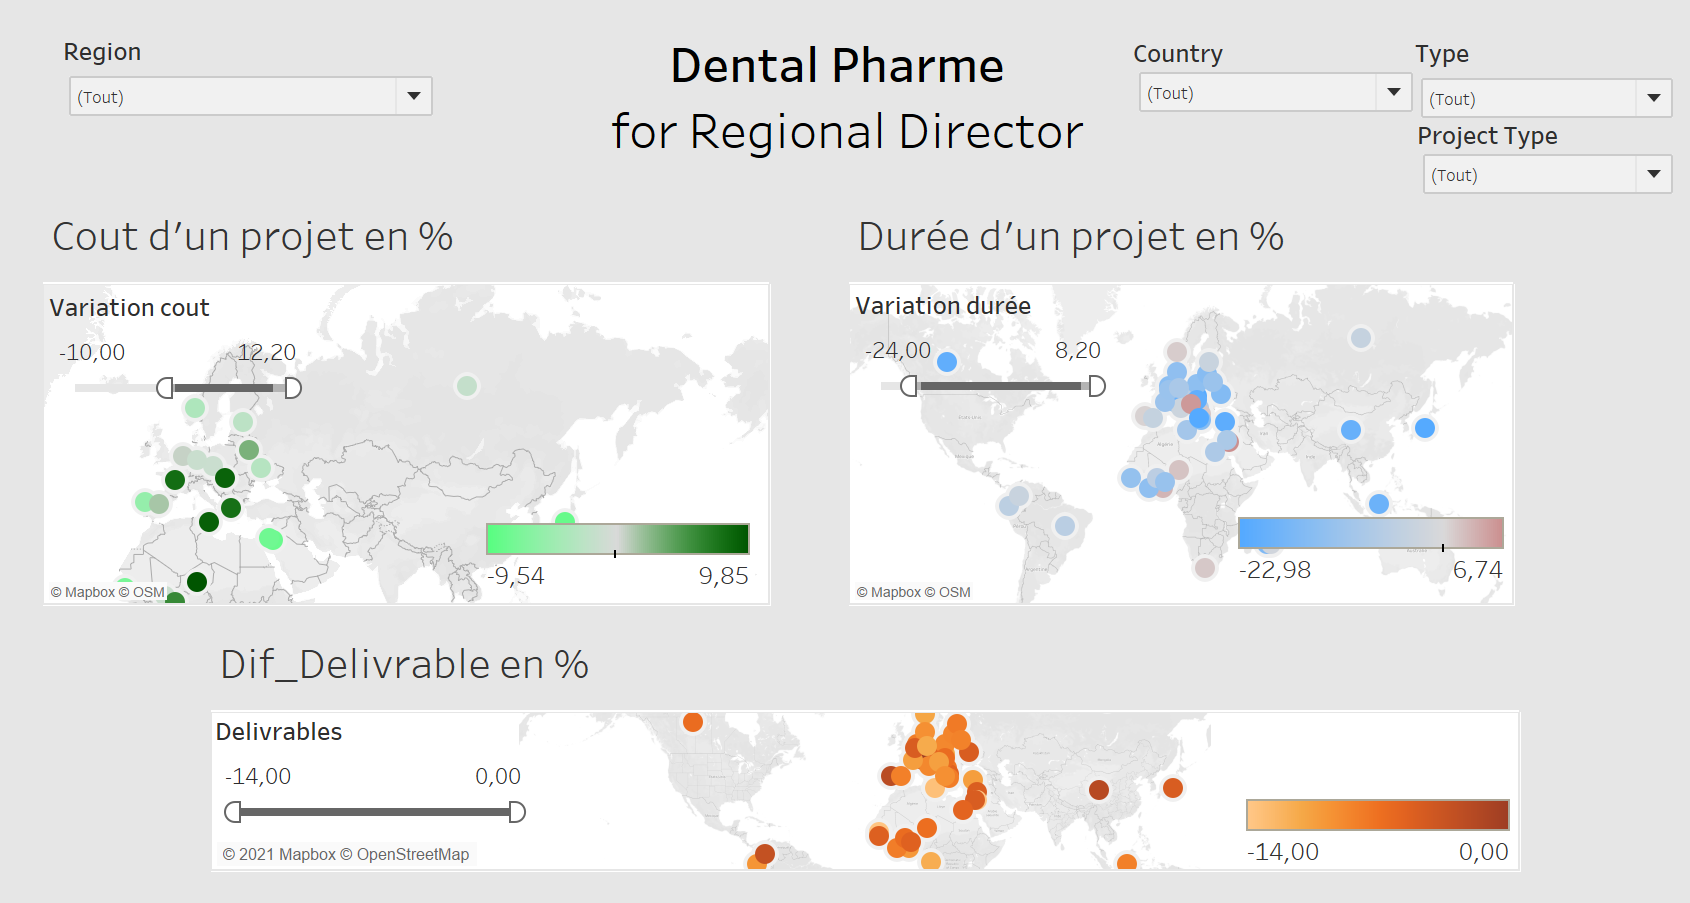 Region
(Tout)
Dental Pharme
for Regional Director
Country
(Tout)
Type
(Tout)
Project Type
(Tout)
Cout d'un projet en %
Variation cout
-10,00 12,20
-9,54 9,85
© Mapbox © OSM
Durée d'un projet en %
Variation durée
-24,00 8,20
-22,98 6,74
© Mapbox © OSM
Dif_Delivrable en %
Delivrables
-14,00 0,00
© 2021 Mapbox © OpenStreetMap
-14,00 0,00